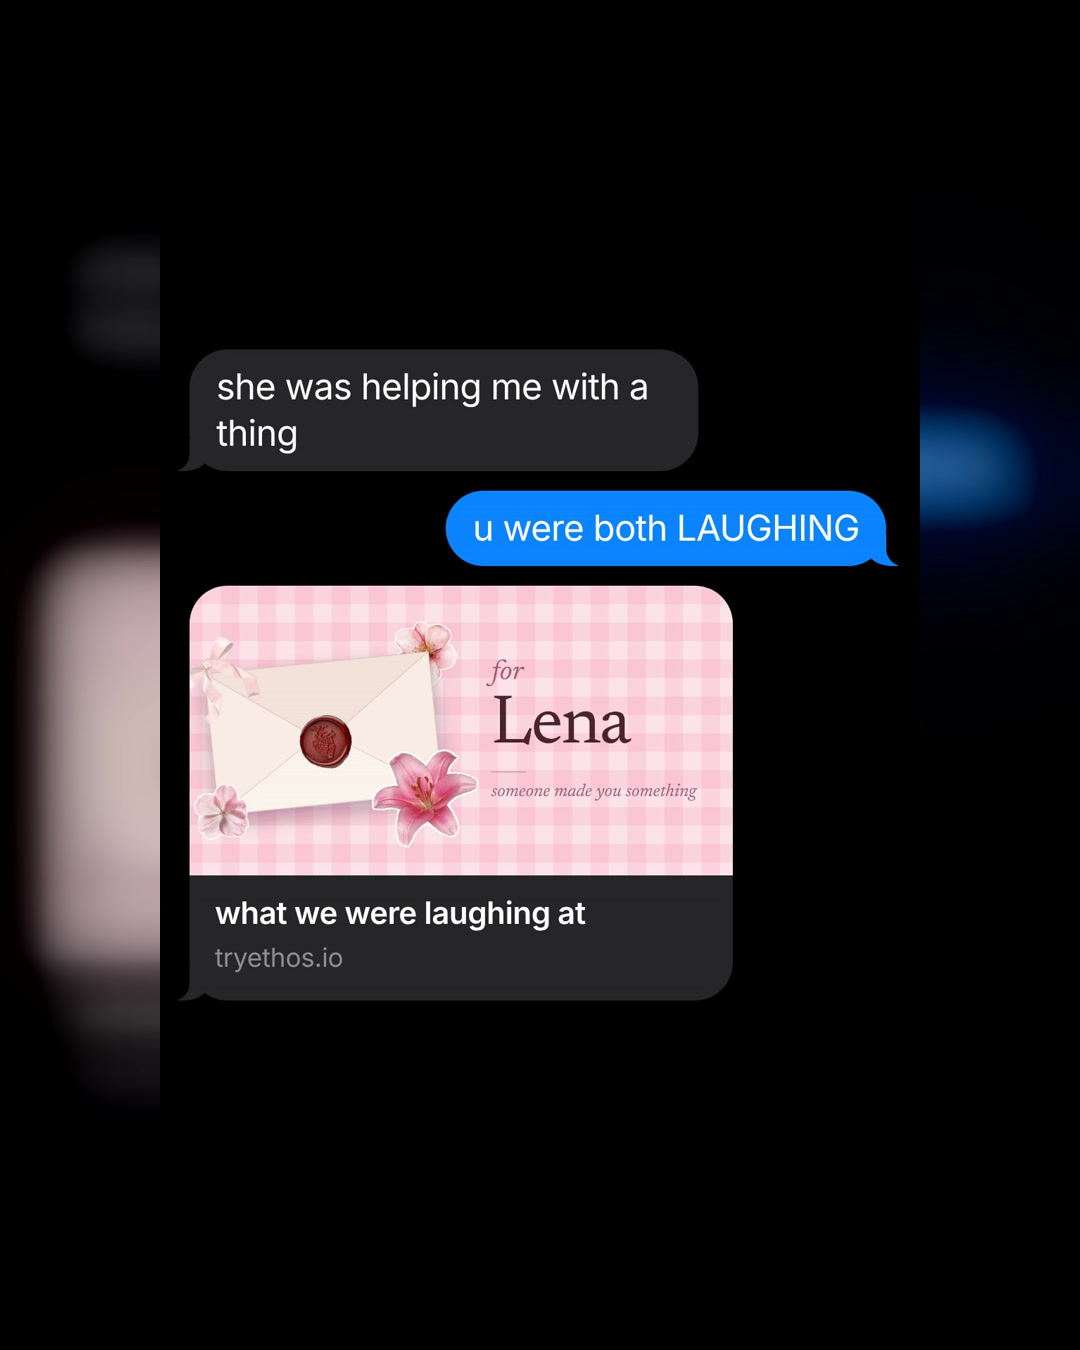 she was helping me with a
thing
u were both LAUGHING
for
Lena
someone made you something
what we were laughing at
tryethos.io